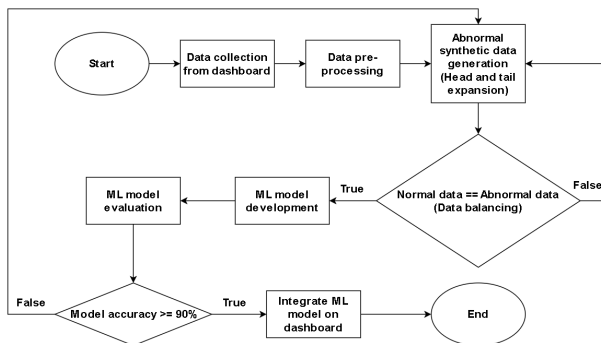 Start
Data collection
from dashboard
Data pre-
processing
Abnormal
synthetic data
generation
(Head and tail
expansion)
Normal data == Abnormal data
(Data balancing)
False
True
ML model
development
ML model
evaluation
Model accuracy >= 90%
False
True
Integrate ML
model on
dashboard
End